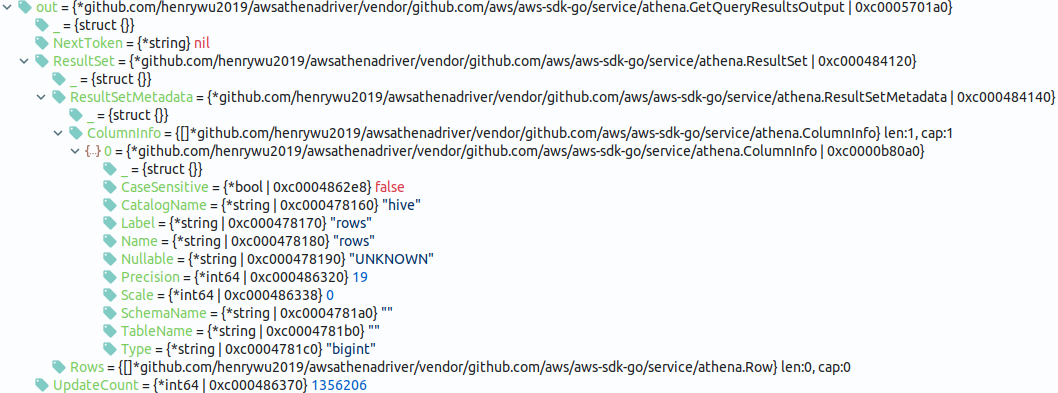 out = {*github.com/henrywu2019/awsathenadriver/vendor/github.com/aws/aws-sdk-go/service/athena.GetQueryResultsOutput | 0xc0005701a0}
_ = {struct {}}
NextToken = {*string} nil
ResultSet = {*github.com/henrywu2019/awsathenadriver/vendor/github.com/aws/aws-sdk-go/service/athena.ResultSet | 0xc000484120}
_ = {struct {}}
ResultSetMetadata = {*github.com/henrywu2019/awsathenadriver/vendor/github.com/aws/aws-sdk-go/service/athena.ResultSetMetadata | 0xc000484140}
_ = {struct {}}
ColumnInfo = {[]*github.com/henrywu2019/awsathenadriver/vendor/github.com/aws/aws-sdk-go/service/athena.ColumnInfo} len:1, cap:1
{...} 0 = {*github.com/henrywu2019/awsathenadriver/vendor/github.com/aws/aws-sdk-go/service/athena.ColumnInfo | 0xc0000b80a0}
_ = {struct {}}
CaseSensitive = {*bool | 0xc0004862e8} false
CatalogName = {*string | 0xc000478160} "hive"
Label = {*string | 0xc000478170} "rows"
Name = {*string | 0xc000478180} "rows"
Nullable = {*string | 0xc000478190} "UNKNOWN"
Precision = {*int64 | 0xc000486320} 19
Scale = {*int64 | 0xc000486338} 0
SchemaName = {*string | 0xc0004781a0} ""
TableName = {*string | 0xc0004781b0} ""
Type = {*string | 0xc0004781c0} "bigint"
Rows = {[]*github.com/henrywu2019/awsathenadriver/vendor/github.com/aws/aws-sdk-go/service/athena.Row} len:0, cap:0
UpdateCount = {*int64 | 0xc000486370} 1356206